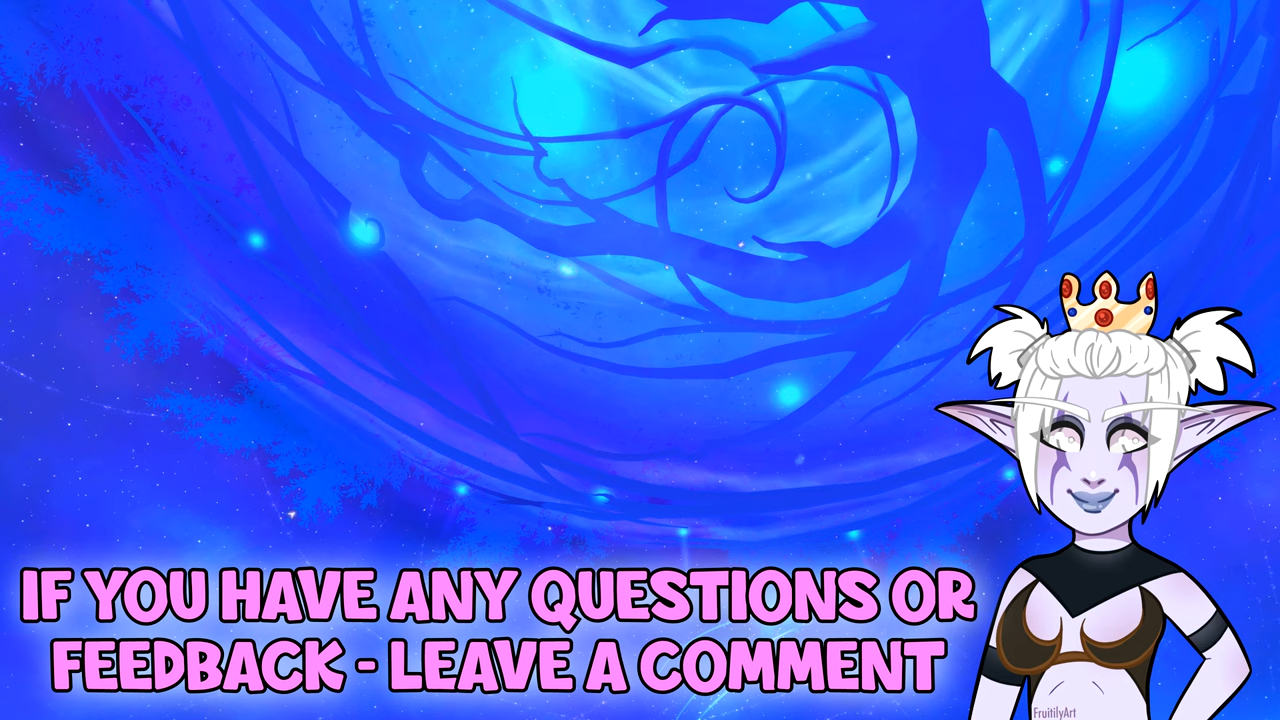 IF YOU HAVE ANY QUESTIONS OR
FEEDBACK - LEAVE A COMMENT
FruitilyArt